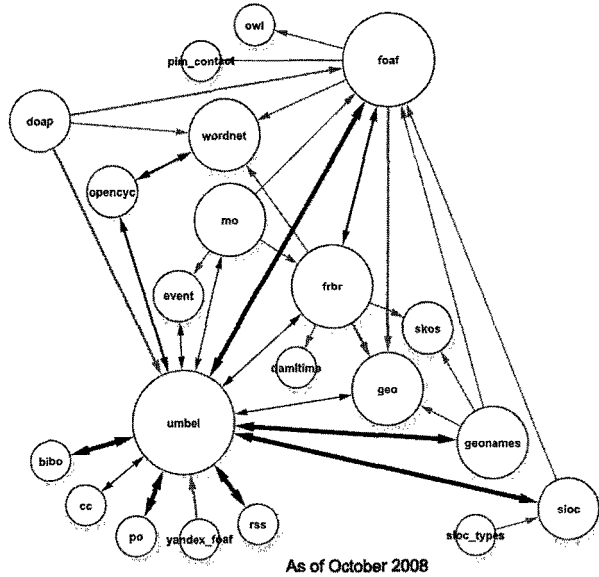 owl
foaf
pim_contact
doap
wordnet
opencyc
mo
event
frbr
skos
damltime
geo
umbel
geonames
bibo
cc
po
yandex_foaf
rss
sioc
sioc_types
As of October 2008